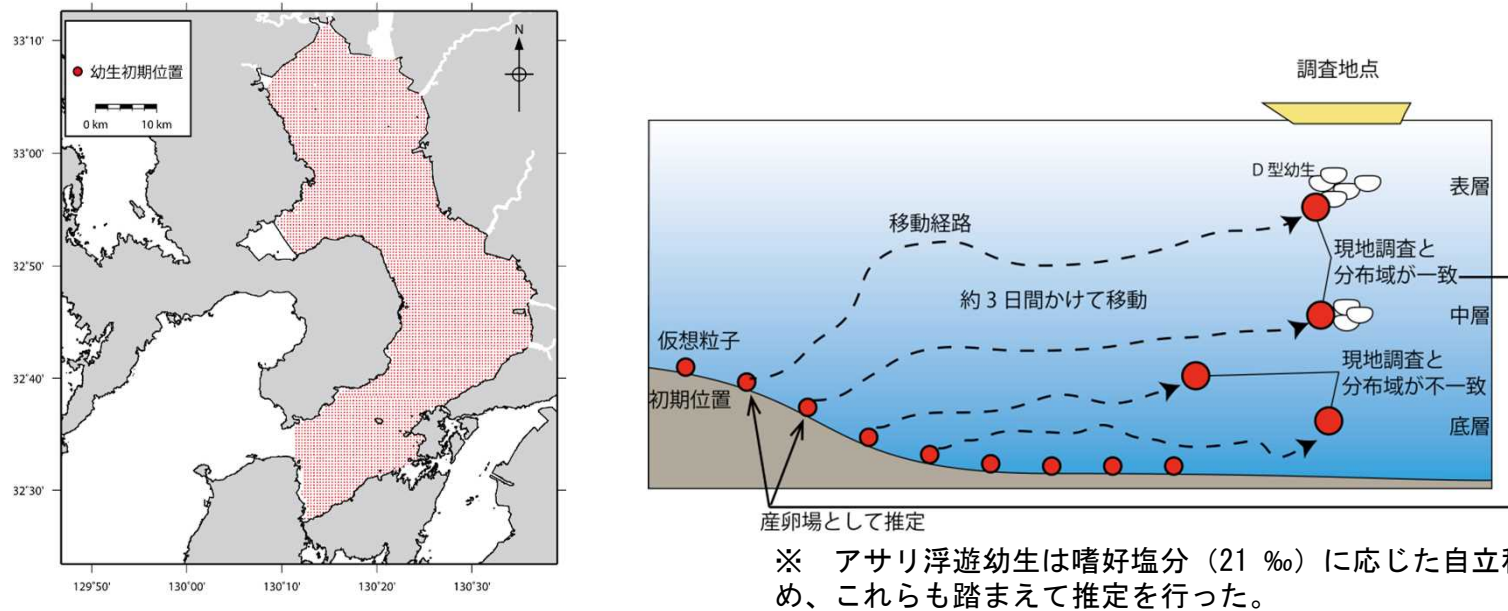 33°10'
33°00'
32°50'
32°40'
32°30'
129°50'
130°00'
130°10'
130°20'
130°30'
幼生初期位置
0 km 10 km
N
調査地点
D型幼生
表層
移動経路
現地調査と
分布域が一致
約3日間かけて移動
中層
仮想粒子
現地調査と
分布域が不一致
初期位置
底層
産卵場として推定
※ アサリ浮遊幼生は嗜好塩分（21 ‰）に応じた自立
め、これらも踏まえて推定を行った。